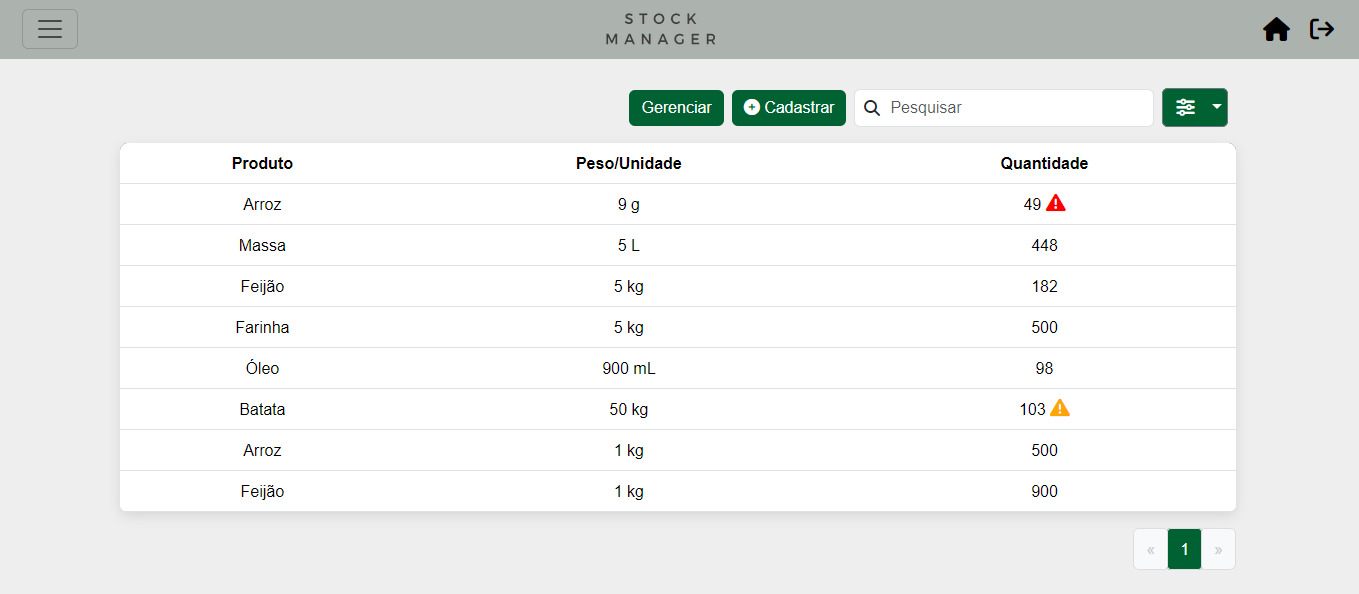 STOCK
MANAGER
Gerenciar Cadastrar Pesquisar
Produto Peso/Unidade Quantidade
Arroz 9 g 49
Massa 5 L 448
Feijão 5 kg 182
Farinha 5 kg 500
Óleo 900 mL 98
Batata 50 kg 103
Arroz 1 kg 500
Feijão 1 kg 900
« 1 »